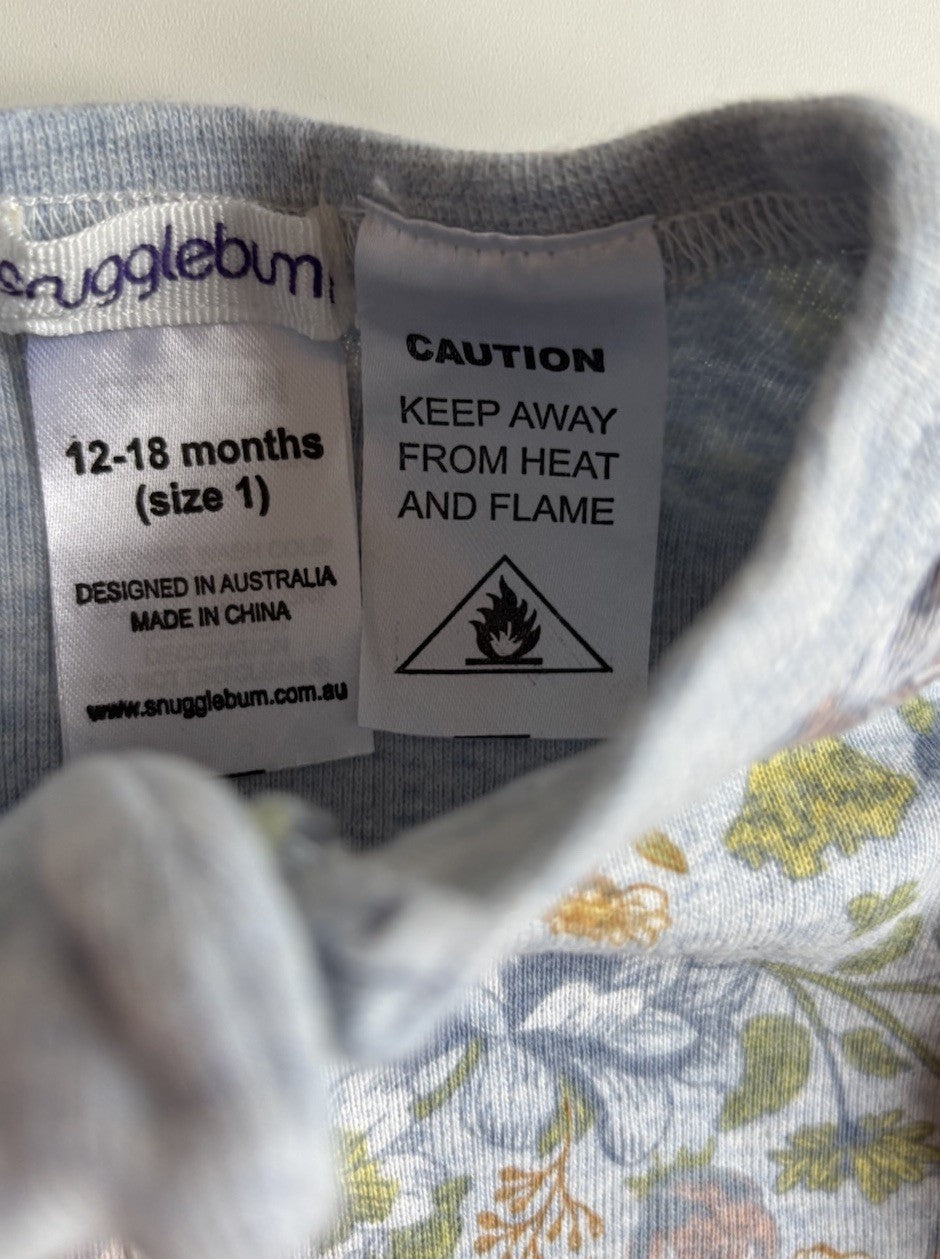 snugglebum
12-18 months
(size 1)
DESIGNED IN AUSTRALIA
MADE IN CHINA
www.snugglebum.com.au
CAUTION
KEEP AWAY
FROM HEAT
AND FLAME